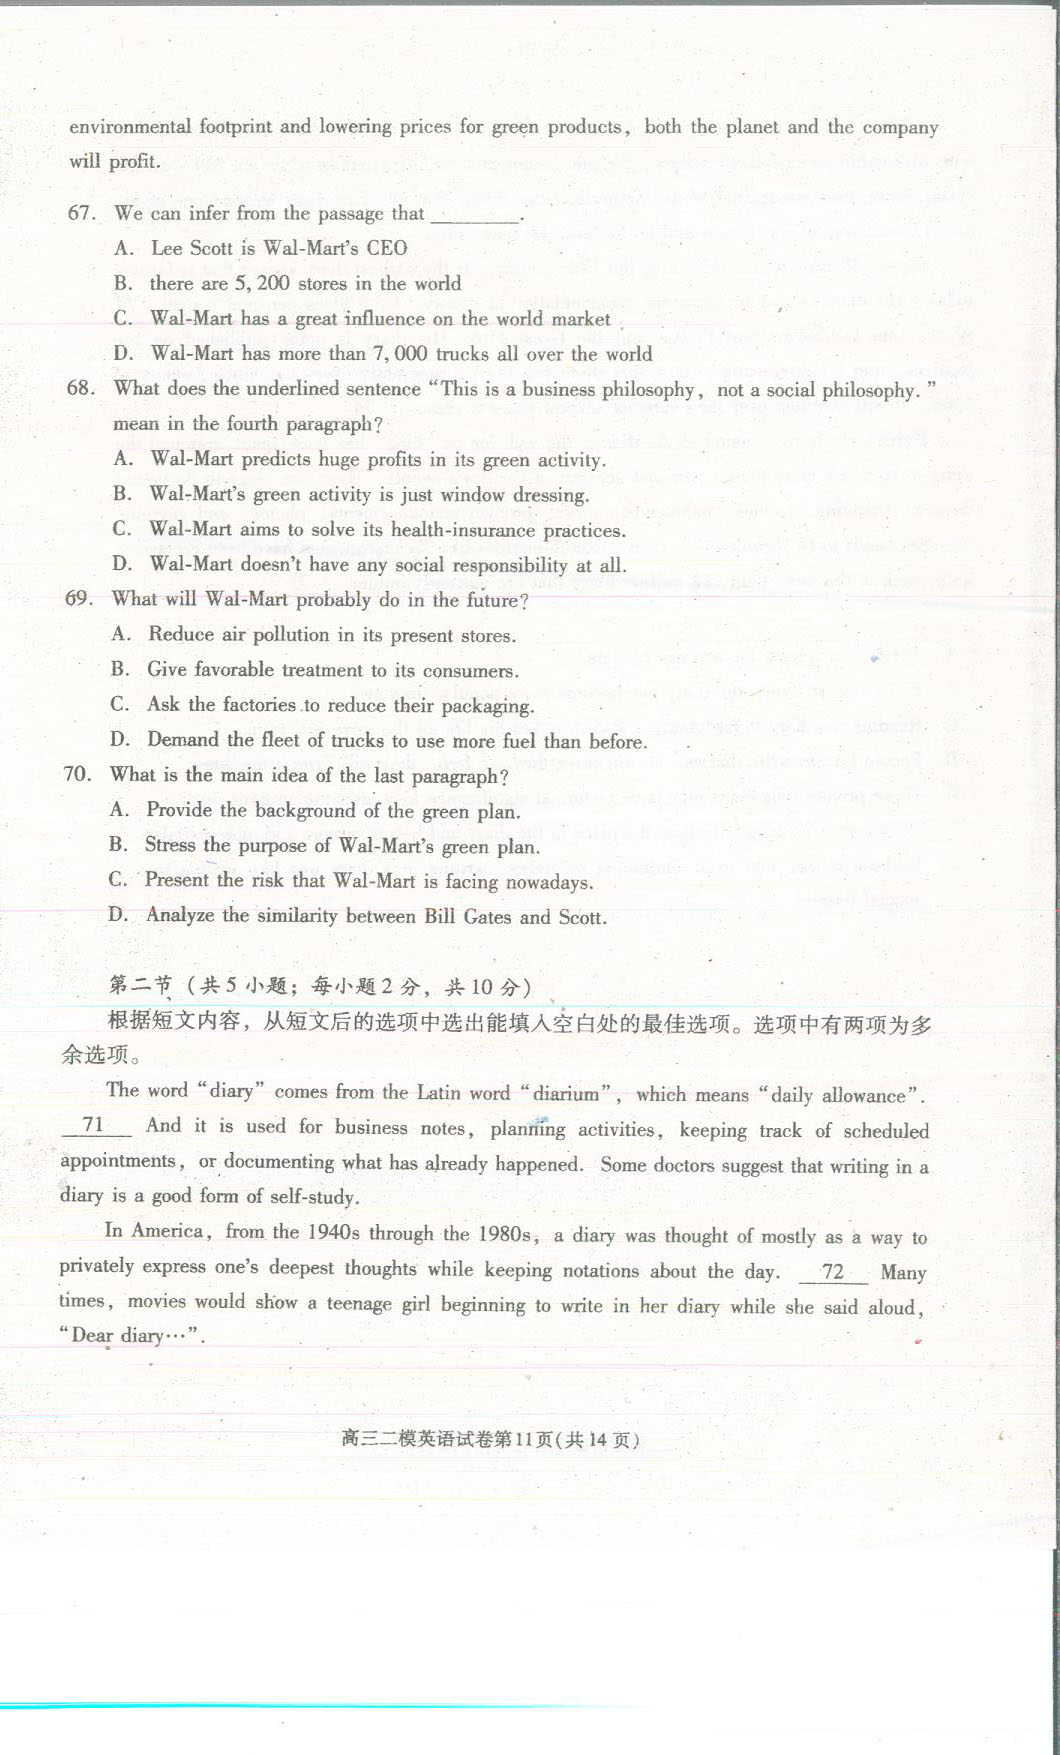 environmental footprint and lowering prices for green products, both the planet and the company
will profit.
67. We can infer from the passage that ________.
A. Lee Scott is Wal-Mart's CEO
B. there are 5, 200 stores in the world
C. Wal-Mart has a great influence on the world market
D. Wal-Mart has more than 7, 000 trucks all over the world
68. What does the underlined sentence “This is a business philosophy, not a social philosophy. ”
mean in the fourth paragraph?
A. Wal-Mart predicts huge profits in its green activity.
B. Wal-Mart's green activity is just window dressing.
C. Wal-Mart aims to solve its health-insurance practices.
D. Wal-Mart doesn't have any social responsibility at all.
69. What will Wal-Mart probably do in the future?
A. Reduce air pollution in its present stores.
B. Give favorable treatment to its consumers.
C. Ask the factories to reduce their packaging.
D. Demand the fleet of trucks to use more fuel than before.
70. What is the main idea of the last paragraph?
A. Provide the background of the green plan.
B. Stress the purpose of Wal-Mart's green plan.
C. Present the risk that Wal-Mart is facing nowadays.
D. Analyze the similarity between Bill Gates and Scott.
第二节 (共 5 小题; 每小题 2 分, 共 10 分)
根据短文内容, 从短文后的选项中选出能填入空白处的最佳选项。选项中有两项为多
余选项。
The word “diary” comes from the Latin word “diarium”, which means “daily allowance”.
__71__ And it is used for business notes, planning activities, keeping track of scheduled
appointments, or documenting what has already happened. Some doctors suggest that writing in a
diary is a good form of self-study.
In America, from the 1940s through the 1980s, a diary was thought of mostly as a way to
privately express one's deepest thoughts while keeping notations about the day. __72__ Many
times, movies would show a teenage girl beginning to write in her diary while she said aloud,
“Dear diary…”.
高三二模英语试卷第11页(共 14 页)